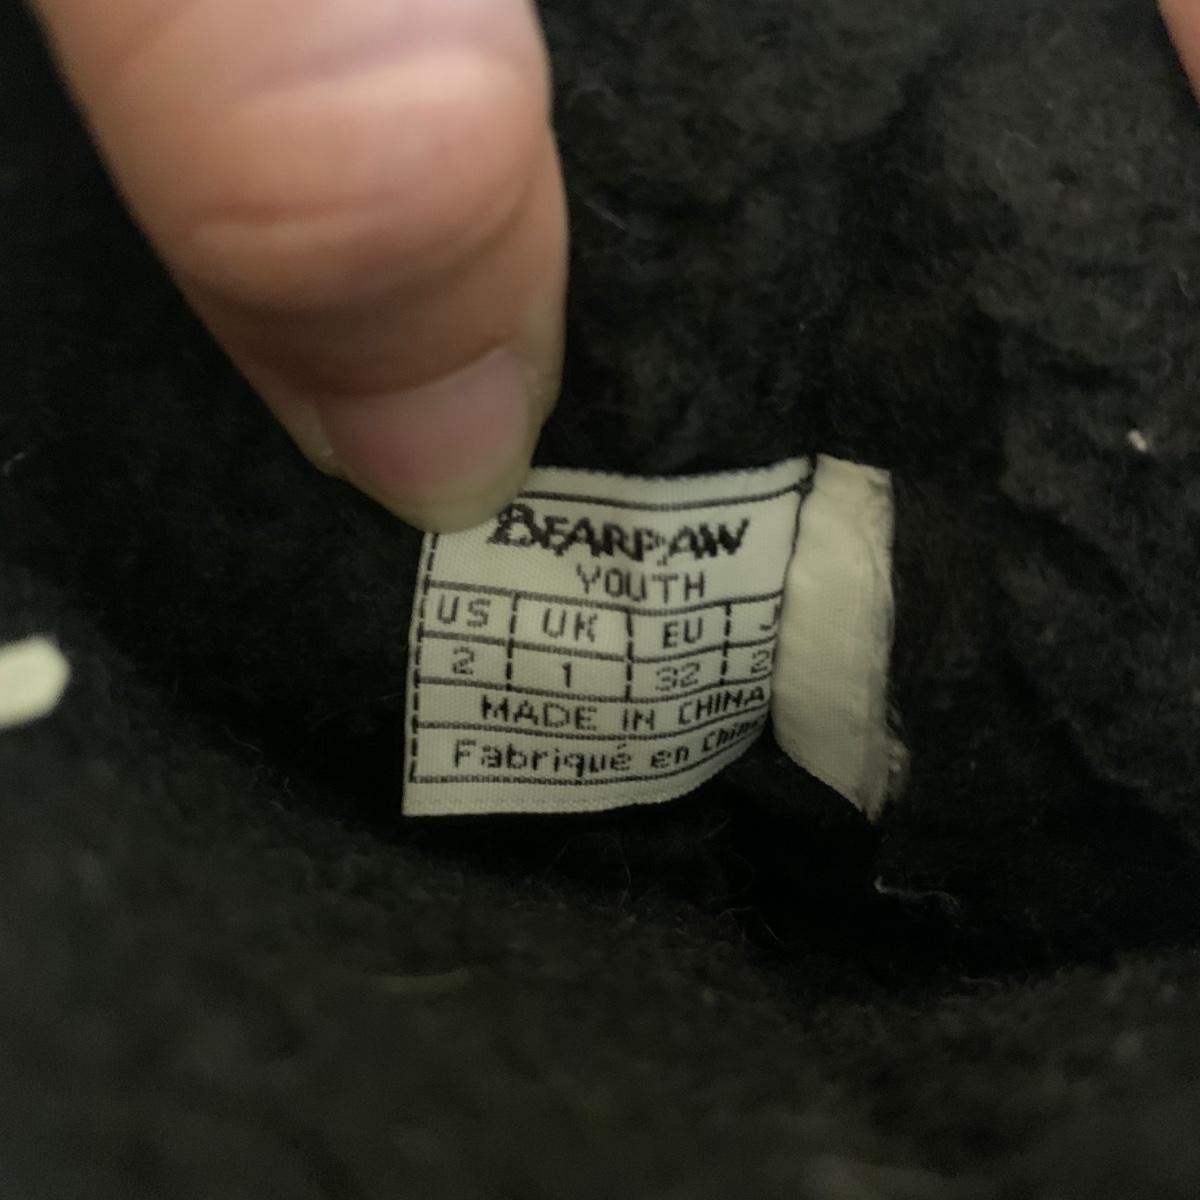 BEARPAW
YOUTH
US UK EU
2 1 32
MADE IN CHINA
Fabriqué en Chine